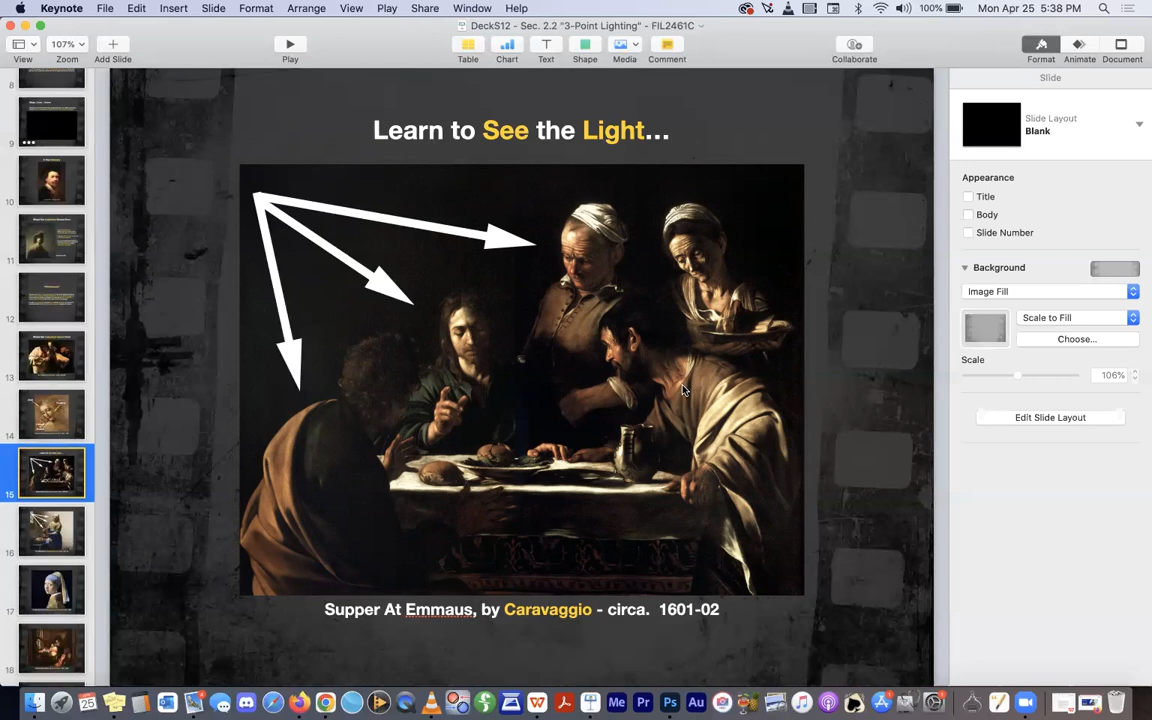 Keynote File Edit Insert Slide Format Arrange View Play Share Window Help 100% Mon Apr 25 5:38 PM
DeckS12 - Sec. 2.2 "3-Point Lighting" - FIL2461C
107%
View Zoom Add Slide Play Table Chart Text Shape Media Comment Collaborate Format Animate Document
Slide
Slide Layout
Blank
Appearance
Title
Body
Slide Number
Background
Image Fill
Scale to Fill
Choose...
Scale
106%
Edit Slide Layout
8
9
10
11
12
13
14
15
16
17
18
Learn to See the Light...
Supper At Emmaus, by Caravaggio - circa. 1601-02